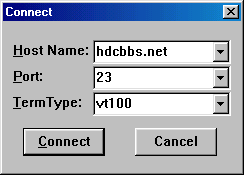 Connect
Host Name: hdcbbs.net
Port: 23
TermType: vt100
Connect Cancel